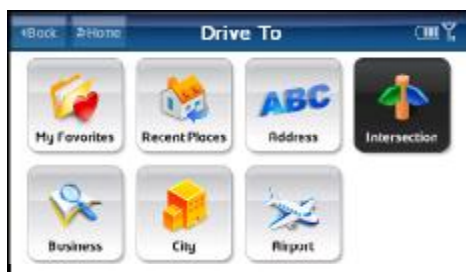 Back Home Drive To
My Favorites Recent Places ABC Address Intersection
Business City Airport